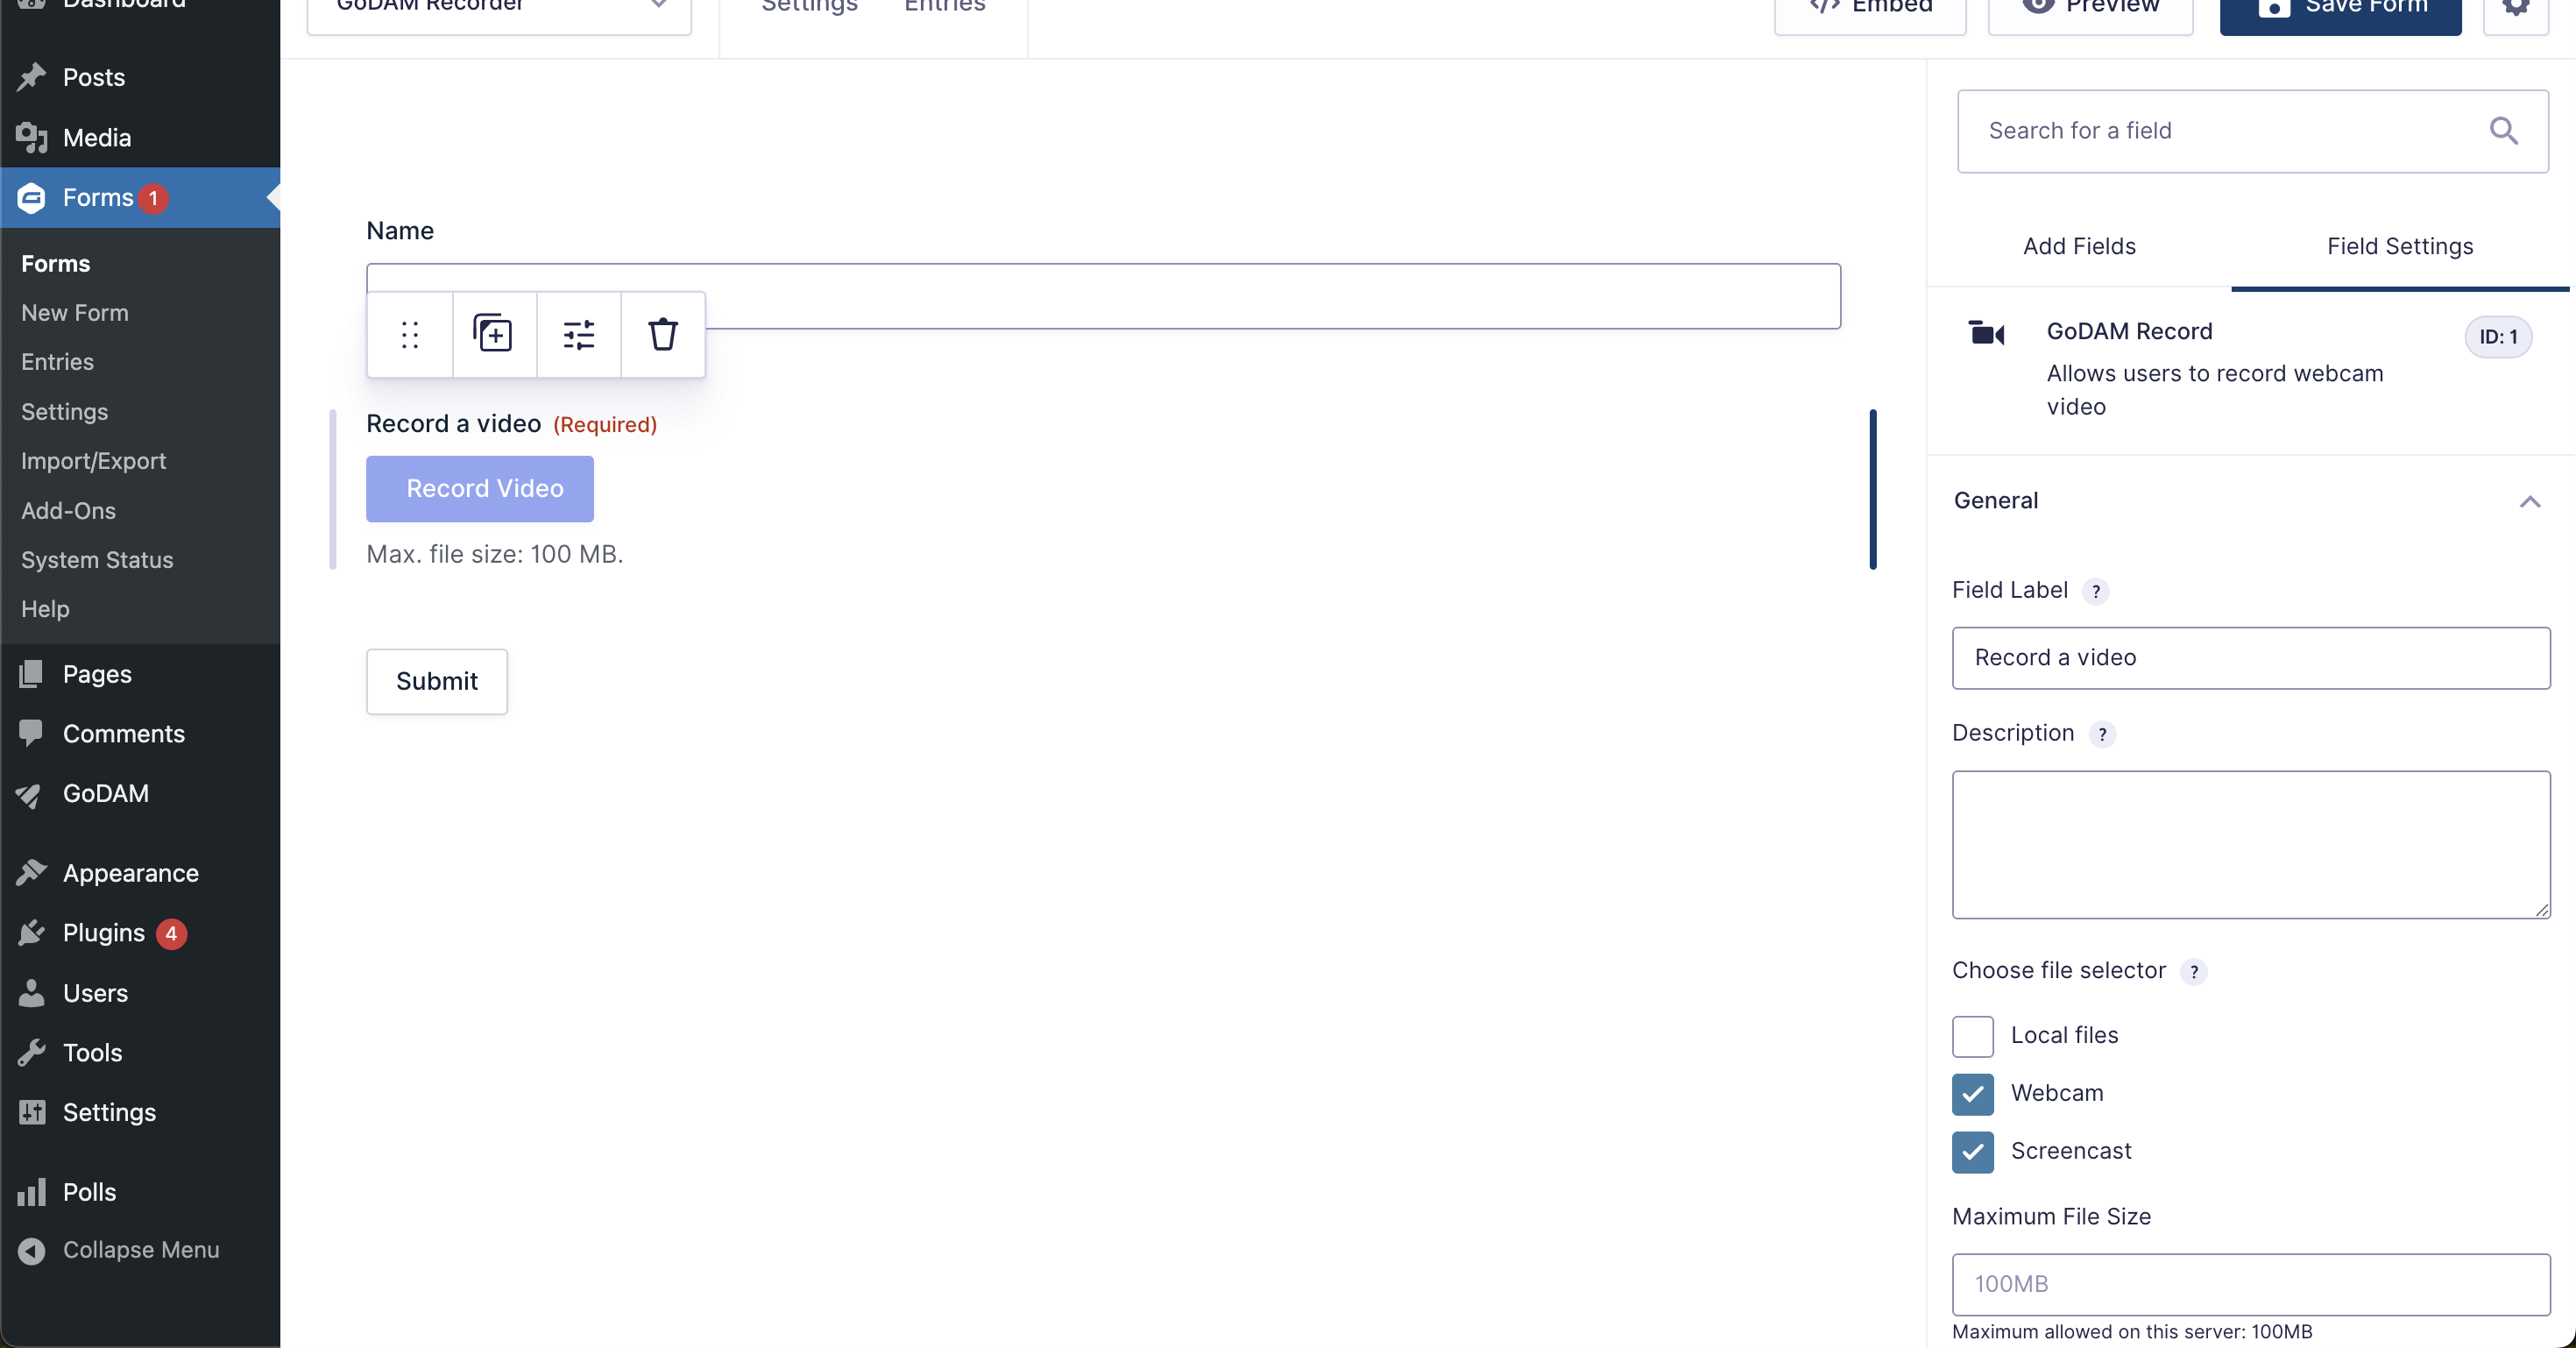 Dashboard
Posts
Media
Forms 1
Forms
New Form
Entries
Settings
Import/Export
Add-Ons
System Status
Help
Pages
Comments
GoDAM
Appearance
Plugins 4
Users
Tools
Settings
Polls
Collapse Menu
GoDAM Recorder
Settings
Entries
Embed
Preview
Save Form
Name
Record a video (Required)
Record Video
Max. file size: 100 MB.
Submit
Search for a field
Add Fields
Field Settings
GoDAM Record
ID: 1
Allows users to record webcam
video
General
Field Label ?
Record a video
Description ?
Choose file selector ?
Local files
Webcam
Screencast
Maximum File Size
100MB
Maximum allowed on this server: 100MB